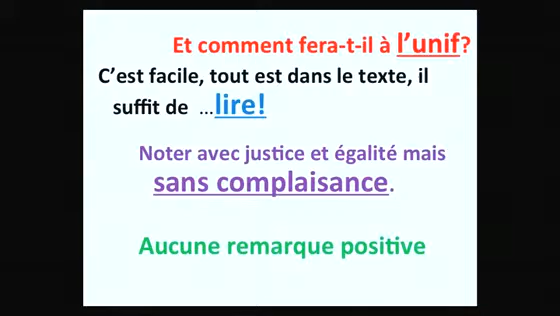 Et comment fera-t-il à l'unif?
C'est facile, tout est dans le texte, il
suffit de ...lire!
Noter avec justice et égalité mais
sans complaisance.
Aucune remarque positive